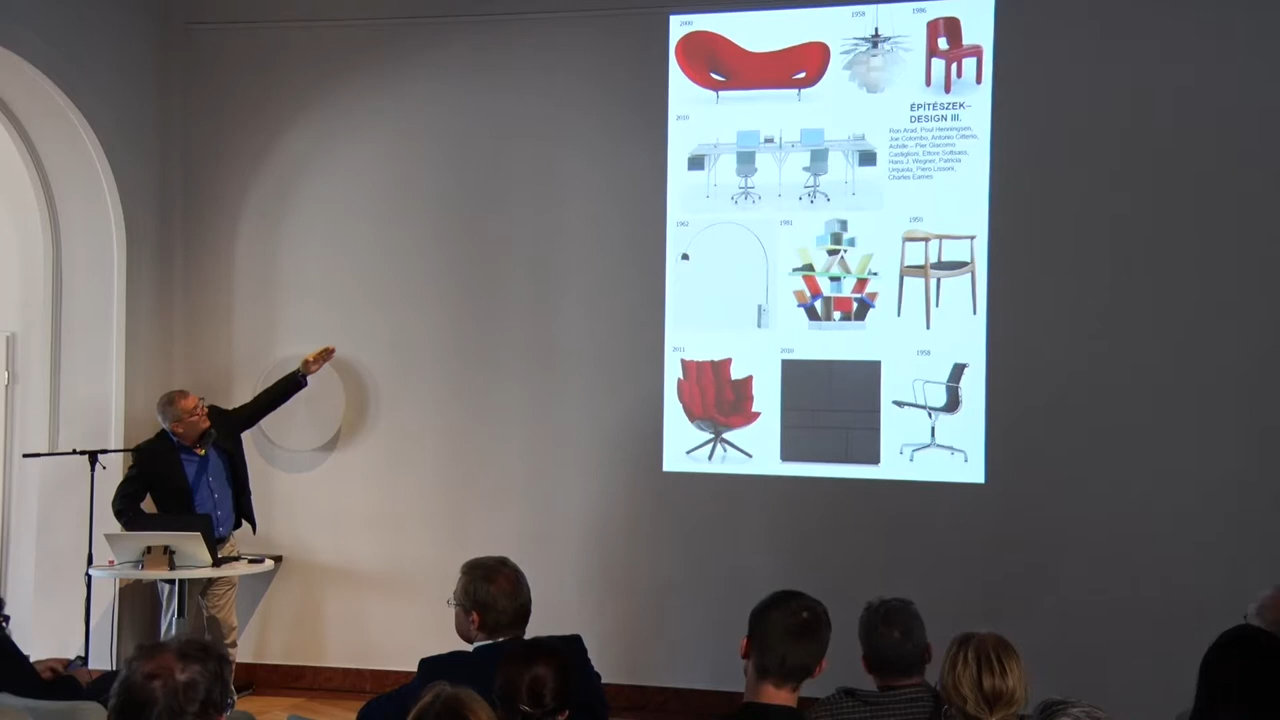 2000
1958
1986
ÉPÍTÉSZEK–
DESIGN III.
Ron Arad, Poul Henningsen,
Joe Colombo, Antonio Citterio,
Achille – Pier Giacomo
Castiglioni, Ettore Sottsass,
Hans J. Wegner, Patricia
Urquiola, Piero Lissoni,
Charles Eames
2010
1962
1981
1950
2011
2010
1958